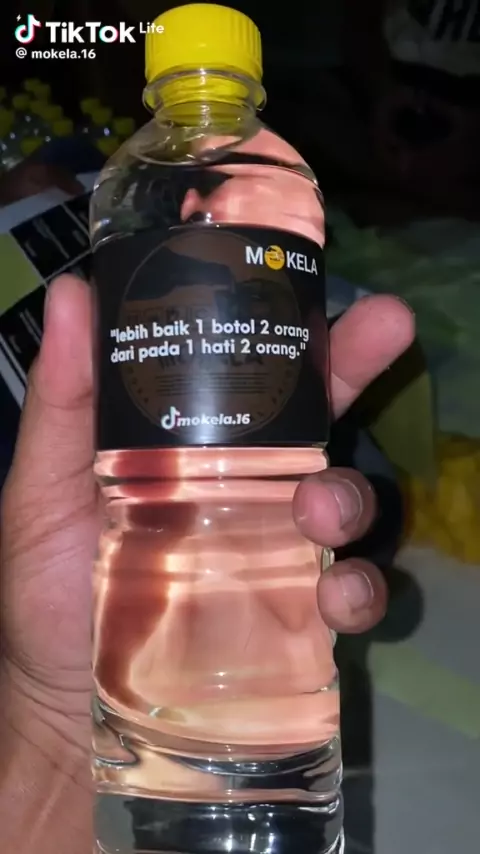 TikTok Lite
@ mokela.16
MOKELA
"lebih baik 1 botol 2 orang
dari pada 1 hati 2 orang."
mokela.16